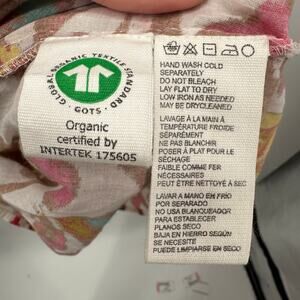 GLOBAL ORGANIC TEXTILE STANDARD
· GOTS ·
Organic
certified by
INTERTEK 175605
HAND WASH COLD
SEPARATELY
DO NOT BLEACH
LAY FLAT TO DRY
LOW IRON AS NEEDED
MAY BE DRYCLEANED
LAVAGE À LA MAIN À
TEMPÉRATURE FROIDE
SÉPARÉMENT
NE PAS BLANCHIR
POSER À PLAT POUR LE
SÉCHAGE
FAIBLE COMME FER
NÉCESSAIRES
PEUT ÊTRE NETTOYÉ À SEC
LAVAR A MANO EN FRÍO
POR SEPARADO
NO USA BLANQUEADOR
PARA ESTABLECER
PLANOS SECO
BAJA EN HIERRO SEGÚN
SE NECESITE
PUEDE LIMPIARSE EN SECO